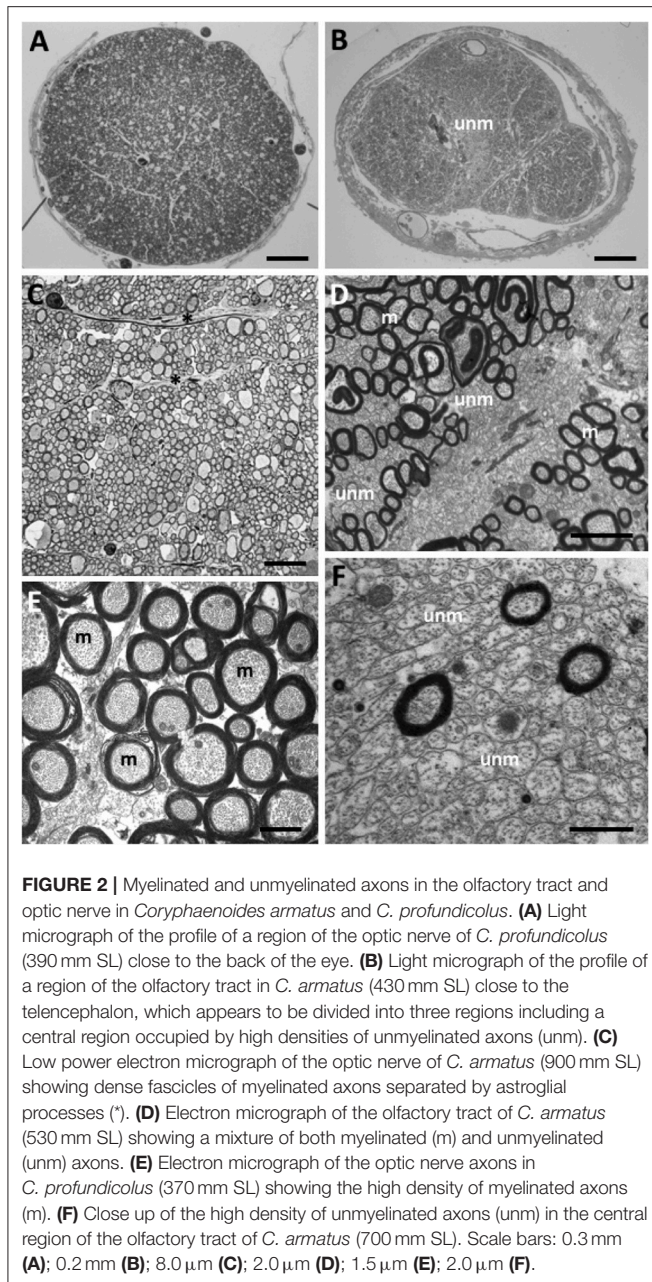 A
B
unm
C
*
*
D
m
unm
m
unm
E
m
m
m
F
unm
unm
FIGURE 2 | Myelinated and unmyelinated axons in the olfactory tract and
optic nerve in Coryphaenoides armatus and C. profundicolus. (A) Light
micrograph of the profile of a region of the optic nerve of C. profundicolus
(390 mm SL) close to the back of the eye. (B) Light micrograph of the profile of
a region of the olfactory tract in C. armatus (430 mm SL) close to the
telencephalon, which appears to be divided into three regions including a
central region occupied by high densities of unmyelinated axons (unm). (C)
Low power electron micrograph of the optic nerve of C. armatus (900 mm SL)
showing dense fascicles of myelinated axons separated by astroglial
processes (*). (D) Electron micrograph of the olfactory tract of C. armatus
(530 mm SL) showing a mixture of both myelinated (m) and unmyelinated
(unm) axons. (E) Electron micrograph of the optic nerve axons in
C. profundicolus (370 mm SL) showing the high density of myelinated axons
(m). (F) Close up of the high density of unmyelinated axons (unm) in the central
region of the olfactory tract of C. armatus (700 mm SL). Scale bars: 0.3 mm
(A); 0.2 mm (B); 8.0 μm (C); 2.0 μm (D); 1.5 μm (E); 2.0 μm (F).